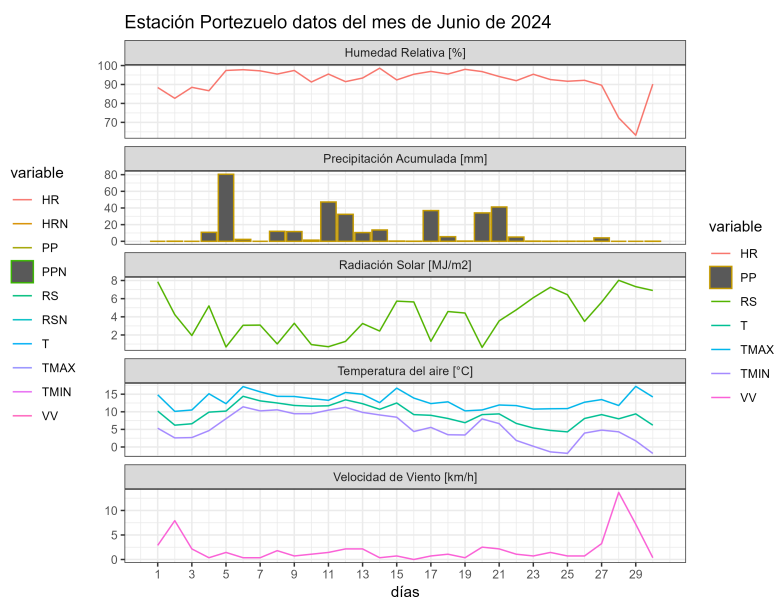 Estación Portezuelo datos del mes de Junio de 2024
variable
HR
HRN
PP
PPN
RS
RSN
T
TMAX
TMIN
VV
Humedad Relativa [%]
100
90
80
70
Precipitación Acumulada [mm]
80
60
40
20
0
Radiación Solar [MJ/m2]
8
6
4
2
Temperatura del aire [°C]
15
10
5
0
Velocidad de Viento [km/h]
10
5
0
1 3 5 7 9 11 13 15 17 19 21 23 25 27 29
días
variable
HR
PP
RS
T
TMAX
TMIN
VV